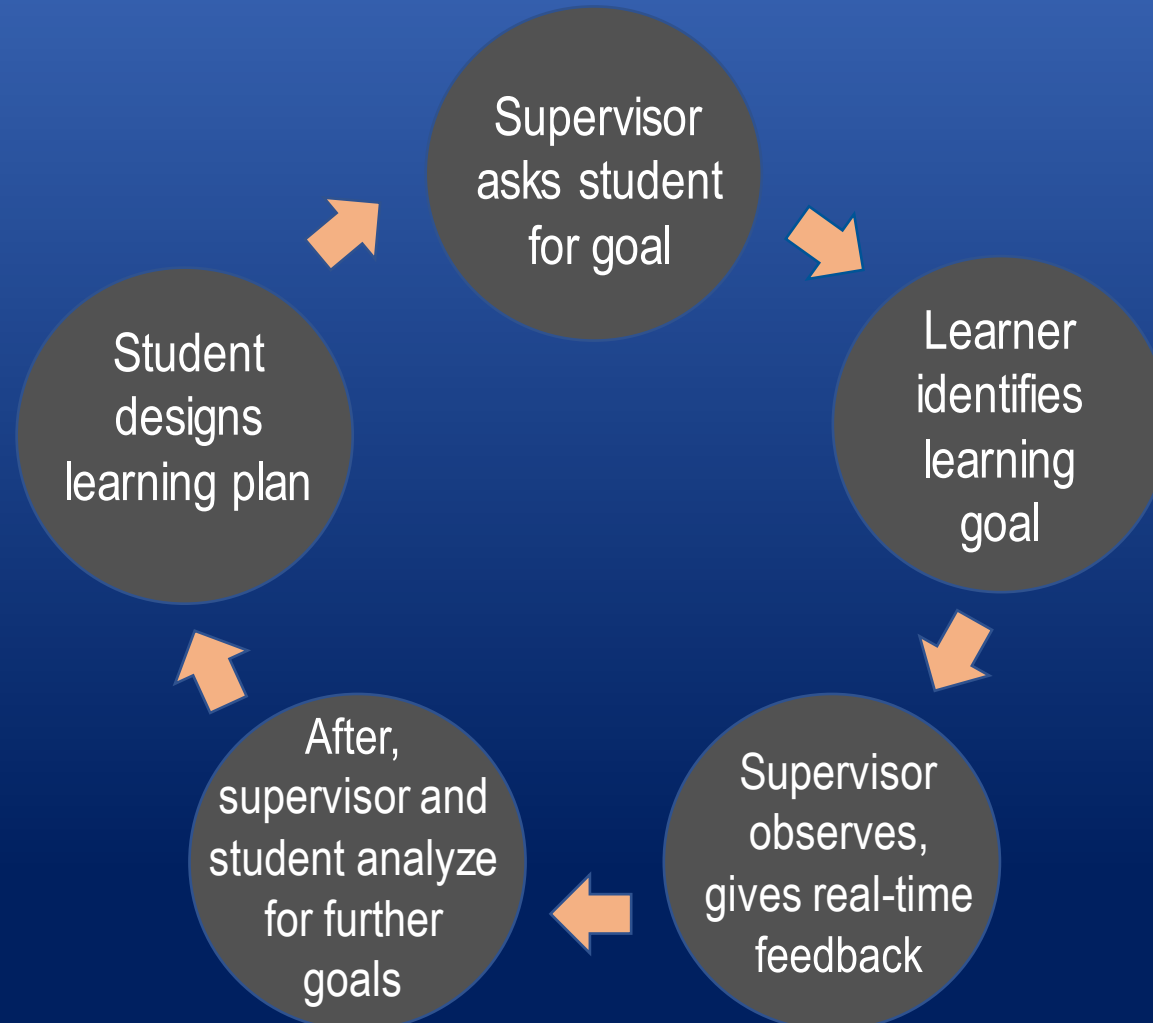 Supervisor
asks student
for goal
Learner
identifies
learning
goal
Supervisor
observes,
gives real-time
feedback
After,
supervisor and
student analyze
for further
goals
Student
designs
learning plan